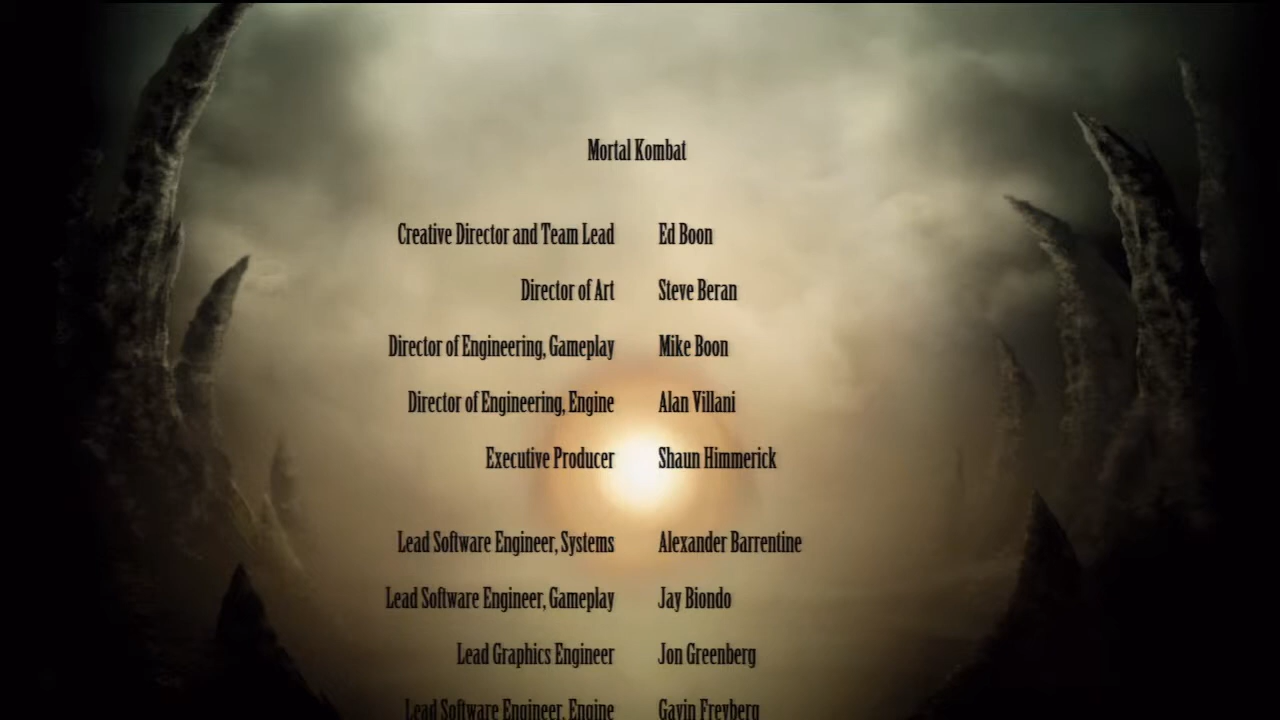 Mortal Kombat
Creative Director and Team Lead Ed Boon
Director of Art Steve Beran
Director of Engineering, Gameplay Mike Boon
Director of Engineering, Engine Alan Villani
Executive Producer Shaun Himmerick
Lead Software Engineer, Systems Alexander Barrentine
Lead Software Engineer, Gameplay Jay Biondo
Lead Graphics Engineer Jon Greenberg
Lead Software Engineer, Engine Gavin Freyberg